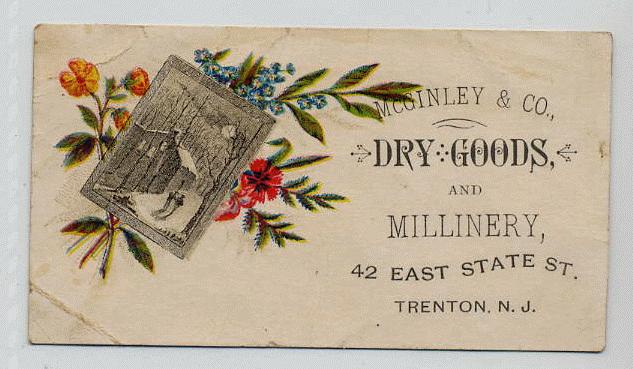 McGINLEY & CO.,
DRY GOODS,
AND
MILLINERY,
42 EAST STATE ST.
TRENTON, N. J.